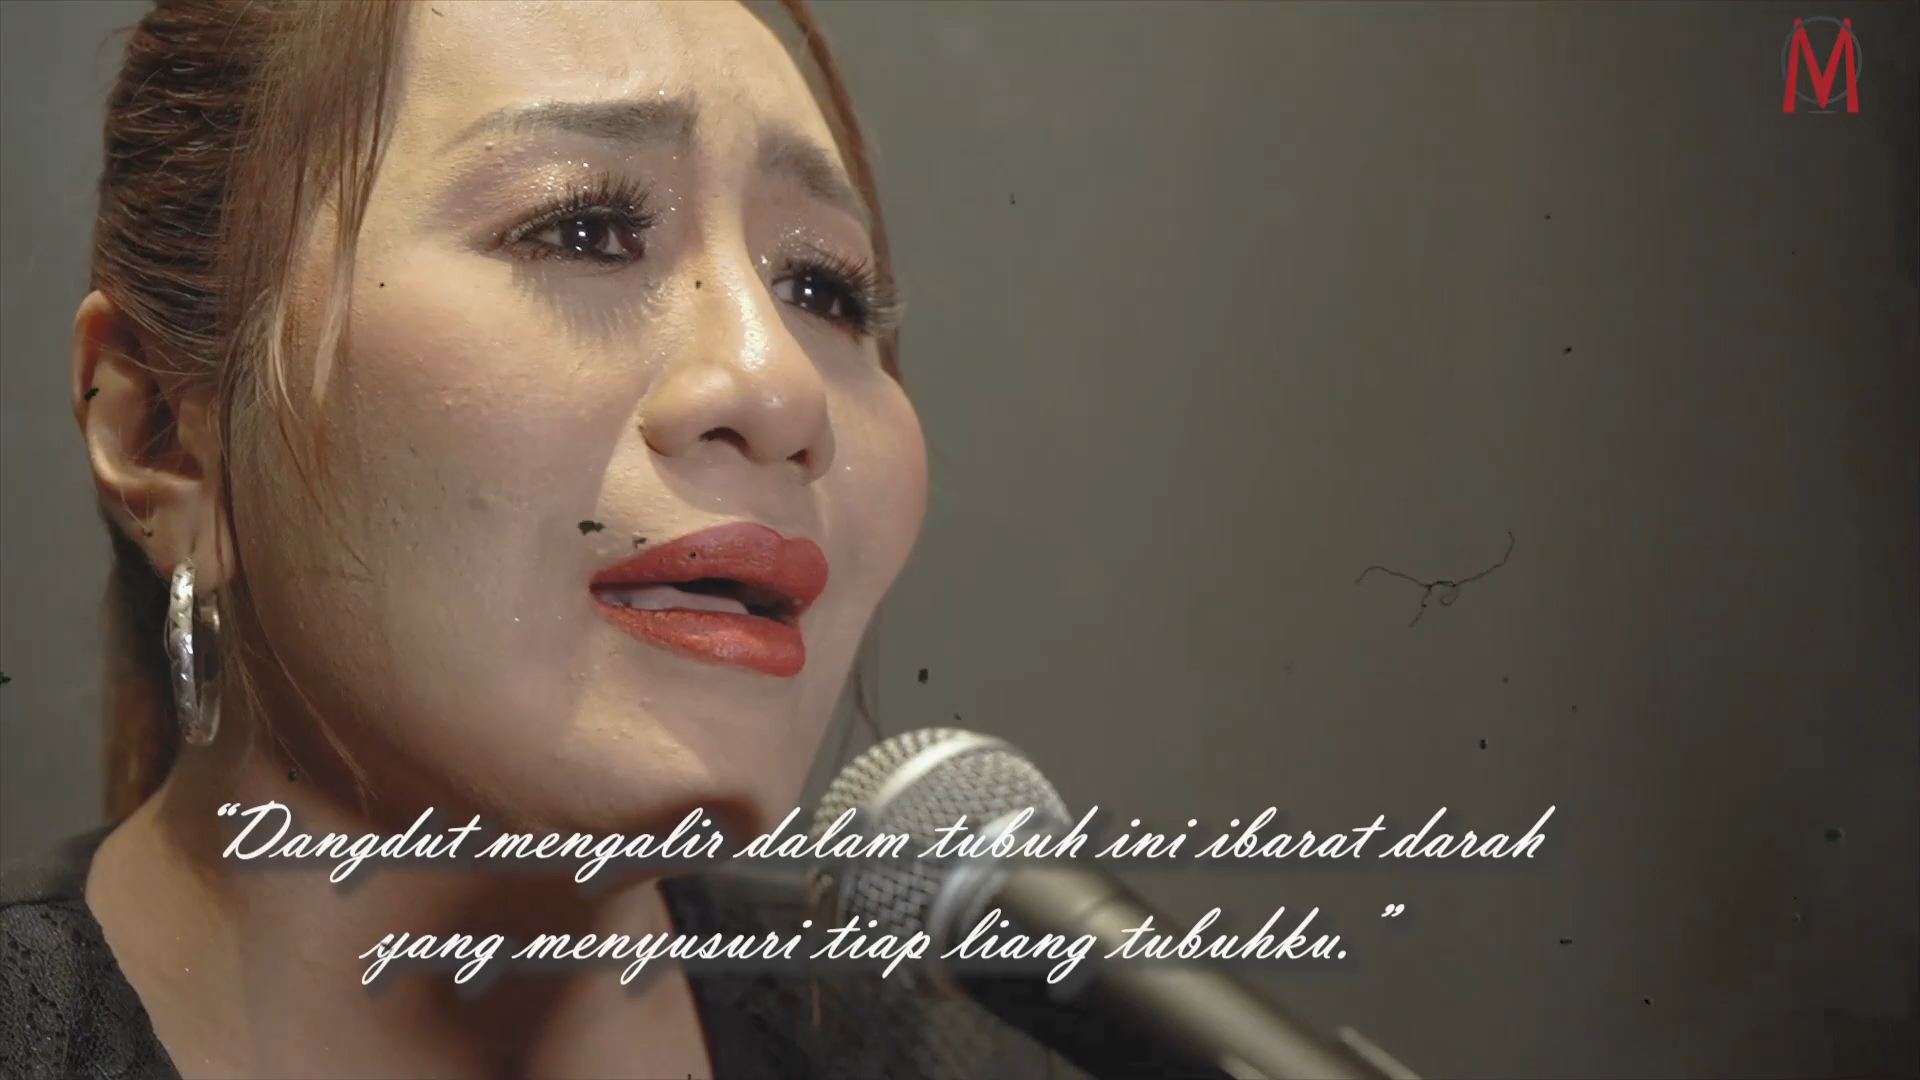 M
“Dangdut mengalir dalam tubuh ini ibarat darah
yang menyusuri tiap liang tubuhku.”